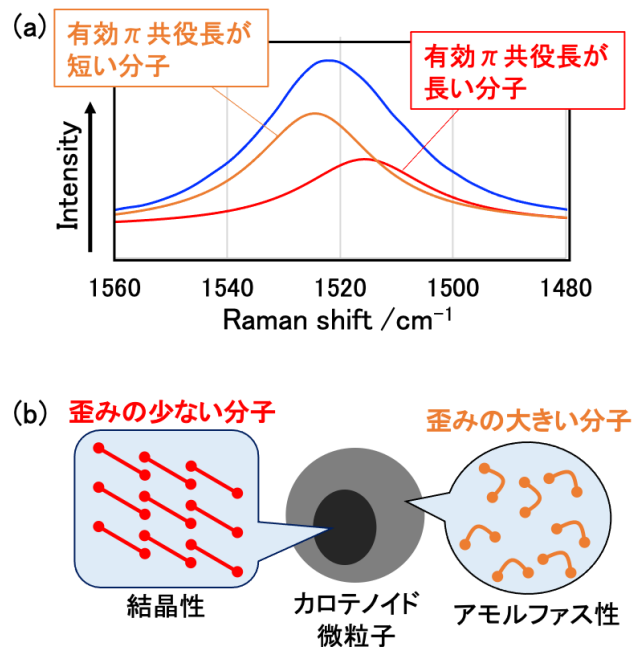 (a)
有効π共役長が
短い分子
有効π共役長が
長い分子
Intensity
1560 1540 1520 1500 1480
Raman shift /cm⁻¹
(b)
歪みの少ない分子
歪みの大きい分子
結晶性
カロテノイド
微粒子
アモルファス性